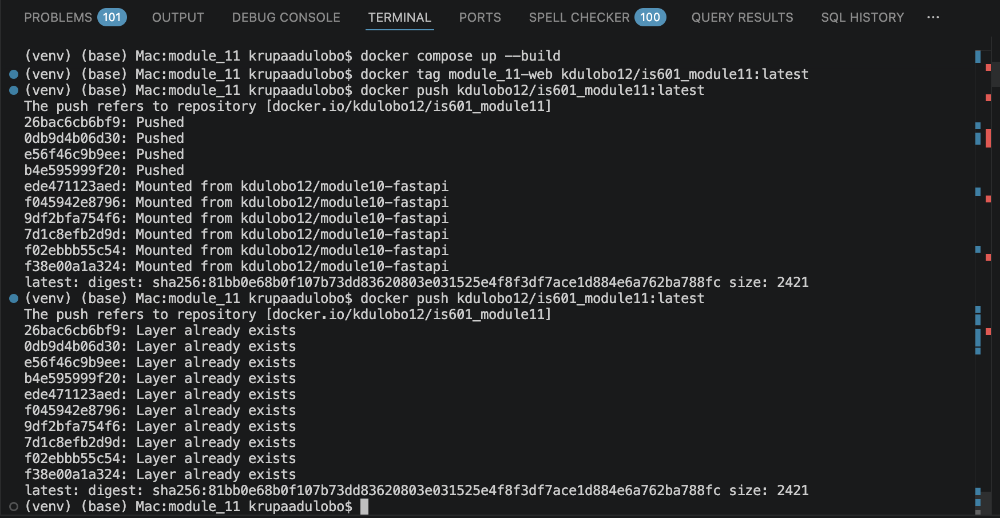 PROBLEMS 101 OUTPUT DEBUG CONSOLE TERMINAL PORTS SPELL CHECKER 100 QUERY RESULTS SQL HISTORY ···
(venv) (base) Mac:module_11 krupaadulobo$ docker compose up --build
(venv) (base) Mac:module_11 krupaadulobo$ docker tag module_11-web kdulobo12/is601_module11:latest
(venv) (base) Mac:module_11 krupaadulobo$ docker push kdulobo12/is601_module11:latest
The push refers to repository [docker.io/kdulobo12/is601_module11]
26bac6cb6bf9: Pushed
0db9d4b06d30: Pushed
e56f46c9b9ee: Pushed
b4e595999f20: Pushed
ede471123aed: Mounted from kdulobo12/module10-fastapi
f045942e8796: Mounted from kdulobo12/module10-fastapi
9df2bfa754f6: Mounted from kdulobo12/module10-fastapi
7d1c8efb2d9d: Mounted from kdulobo12/module10-fastapi
f02ebbb55c54: Mounted from kdulobo12/module10-fastapi
f38e00a1a324: Mounted from kdulobo12/module10-fastapi
latest: digest: sha256:81bb0e68b0f107b73dd83620803e031525e4f8f3df7ace1d884e6a762ba788fc size: 2421
(venv) (base) Mac:module_11 krupaadulobo$ docker push kdulobo12/is601_module11:latest
The push refers to repository [docker.io/kdulobo12/is601_module11]
26bac6cb6bf9: Layer already exists
0db9d4b06d30: Layer already exists
e56f46c9b9ee: Layer already exists
b4e595999f20: Layer already exists
ede471123aed: Layer already exists
f045942e8796: Layer already exists
9df2bfa754f6: Layer already exists
7d1c8efb2d9d: Layer already exists
f02ebbb55c54: Layer already exists
f38e00a1a324: Layer already exists
latest: digest: sha256:81bb0e68b0f107b73dd83620803e031525e4f8f3df7ace1d884e6a762ba788fc size: 2421
(venv) (base) Mac:module_11 krupaadulobo$